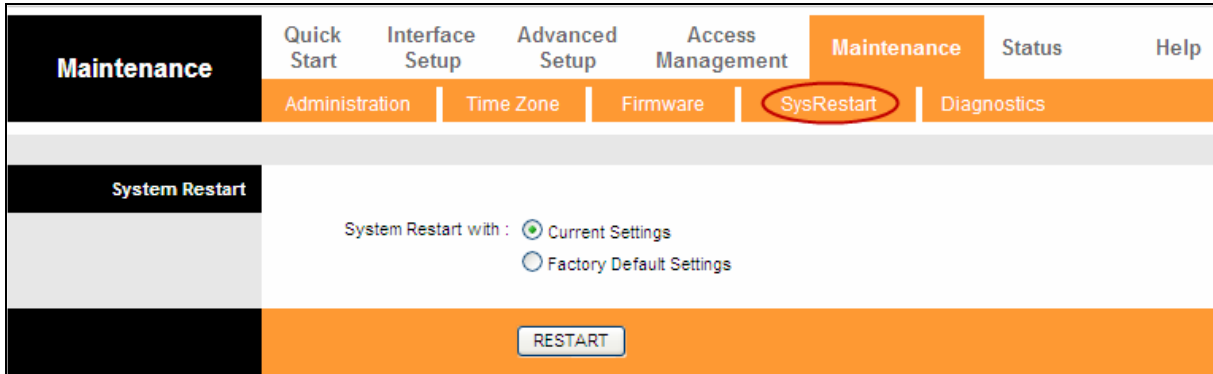 Maintenance
Quick Start
Interface Setup
Advanced Setup
Access Management
Maintenance
Status
Help
Administration
Time Zone
Firmware
SysRestart
Diagnostics
System Restart
System Restart with :
Current Settings
Factory Default Settings
RESTART